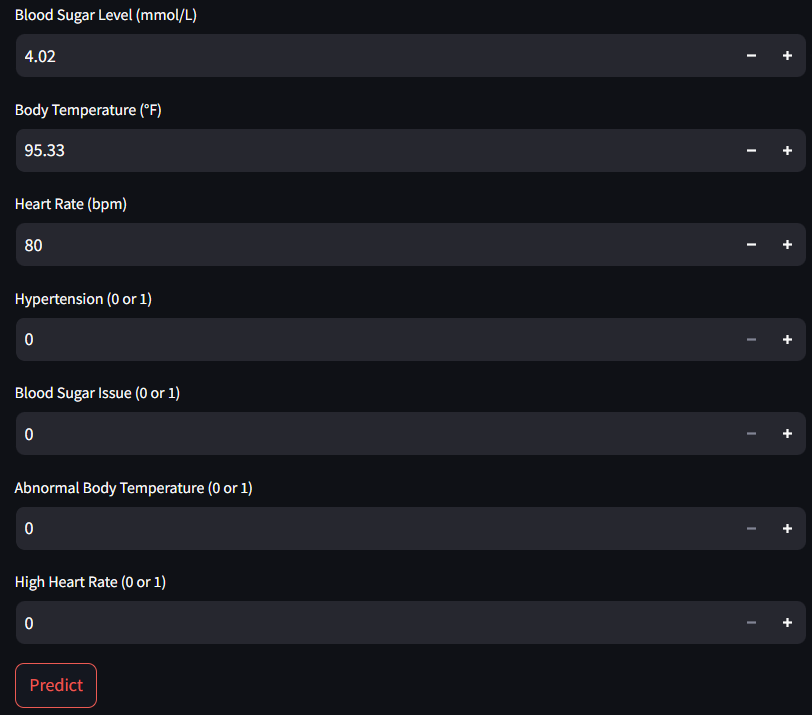 Blood Sugar Level (mmol/L)
4.02
Body Temperature (°F)
95.33
Heart Rate (bpm)
80
Hypertension (0 or 1)
0
Blood Sugar Issue (0 or 1)
0
Abnormal Body Temperature (0 or 1)
0
High Heart Rate (0 or 1)
0
Predict